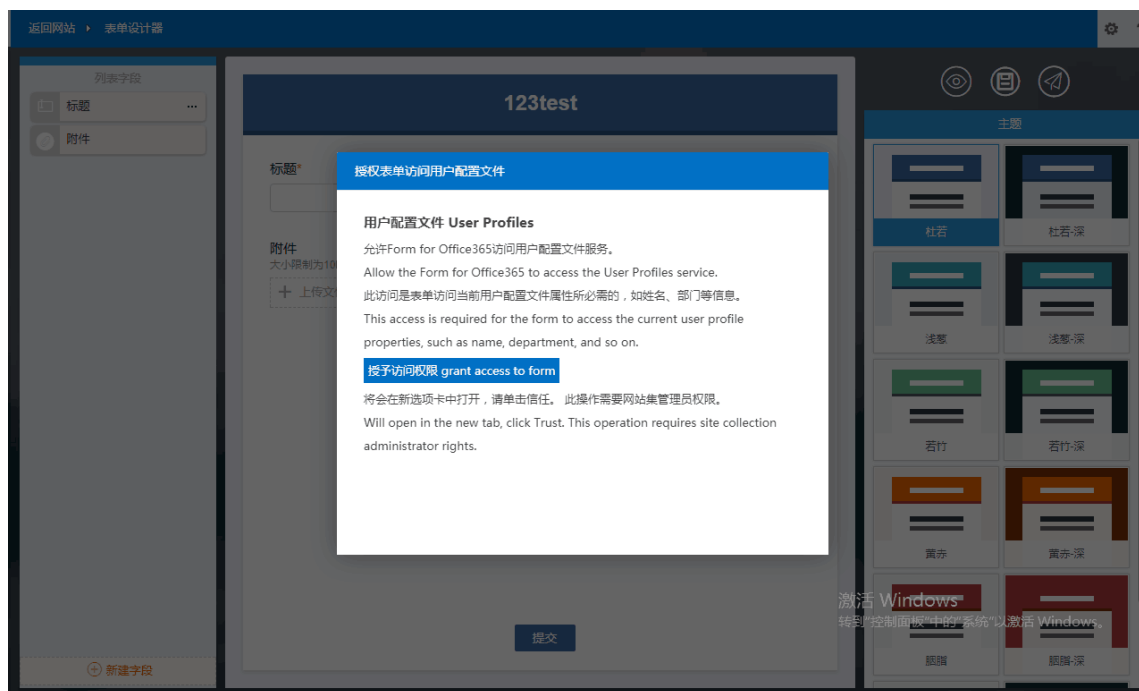 返回网站 ▸ 表单设计器
列表字段
标题
...
附件
新建字段
123test
标题*
附件
大小限制为10
上传文
提交
授权表单访问用户配置文件
用户配置文件 User Profiles
允许Form for Office365访问用户配置文件服务。
Allow the Form for Office365 to access the User Profiles service.
此访问是表单访问当前用户配置文件属性所必需的，如姓名、部门等信息。
This access is required for the form to access the current user profile
properties, such as name, department, and so on.
授予访问权限 grant access to form
将会在新选项卡中打开，请单击信任。 此操作需要网站集管理员权限。
Will open in the new tab, click Trust. This operation requires site collection
administrator rights.
主题
杜若
杜若-深
浅葱
浅葱-深
若竹
若竹-深
黄赤
黄赤-深
胭脂
胭脂-深
激活 Windows
转到"控制面板"中的"系统"以激活 Windows。